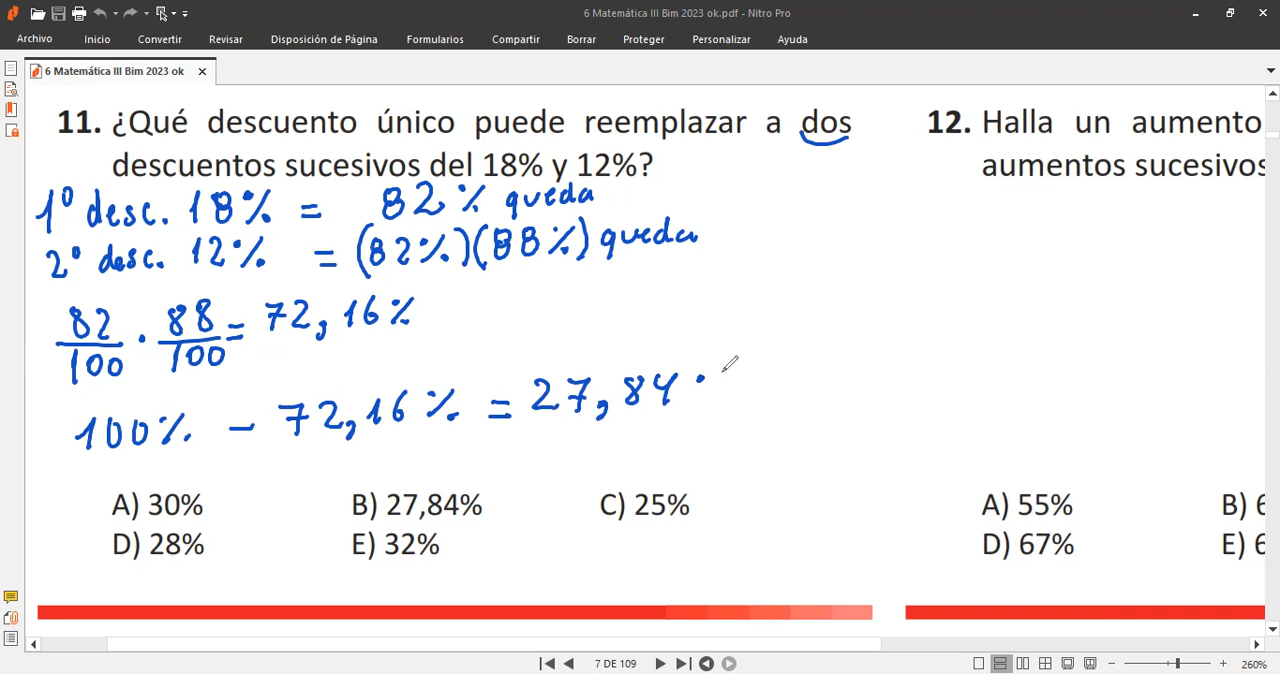 6 Matemática III Bim 2023 ok.pdf - Nitro Pro
Archivo Inicio Convertir Revisar Disposición de Página Formularios Compartir Borrar Proteger Personalizar Ayuda
6 Matemática III Bim 2023 ok
11. ¿Qué descuento único puede reemplazar a dos
descuentos sucesivos del 18% y 12%?
1º desc. 18% = 82% queda
2º desc. 12% = (82%)(88%) queda
82/100 · 88/100 = 72,16%
100% - 72,16% = 27,84
A) 30% B) 27,84% C) 25%
D) 28% E) 32%
12. Halla un aumento
aumentos sucesivos
A) 55% B) 6
D) 67% E) 6
7 DE 109
260%